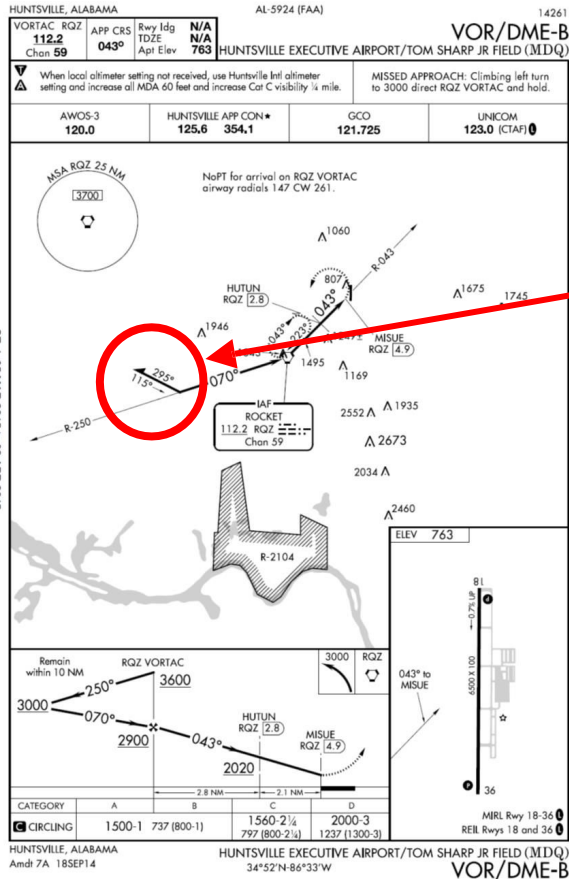 HUNTSVILLE, ALABAMA
AL-5924 (FAA)
14261
VORTAC RQZ
112.2
Chan 59
APP CRS
043°
Rwy ldg N/A
TDZE N/A
Apt Elev 763
VOR/DME-B
HUNTSVILLE EXECUTIVE AIRPORT/TOM SHARP JR FIELD (MDQ)
T
A
When local altimeter setting not received, use Huntsville Intl altimeter
setting and increase all MDA 60 feet and increase Cat C visibility ¼ mile.
MISSED APPROACH: Climbing left turn
to 3000 direct RQZ VORTAC and hold.
AWOS-3
120.0
HUNTSVILLE APP CON★
125.6 354.1
GCO
121.725
UNICOM
123.0 (CTAF) L
MSA RQZ 25 NM
3700
NoPT for arrival on RQZ VORTAC
airway radials 147 CW 261.
1060
R-043
807
HUTUN
RQZ 2.8
043°
1675
1745
1946
043°
223°
MISUE
RQZ 4.9
1495
1169
295°
115°
070°
R-250
IAF
ROCKET
112.2 RQZ
Chan 59
2552
1935
2673
2034
2460
R-2104
ELEV 763
18
0.7% UP
P
6500 X 100
043° to
MISUE
P
36
MIRL Rwy 18-36 L
REIL Rwys 18 and 36 L
Remain
within 10 NM
RQZ VORTAC
3600
3000
RQZ
250°
3000
070°
2900
043°
HUTUN
RQZ 2.8
MISUE
RQZ 4.9
2020
2.8 NM
2.1 NM
CATEGORY A B C D
C CIRCLING 1500-1 737 (800-1) 1560-2¼ 797 (800-2¼) 2000-3 1237 (1300-3)
HUNTSVILLE, ALABAMA
Amdt 7A 18SEP14
34°52'N-86°33'W
HUNTSVILLE EXECUTIVE AIRPORT/TOM SHARP JR FIELD (MDQ)
VOR/DME-B